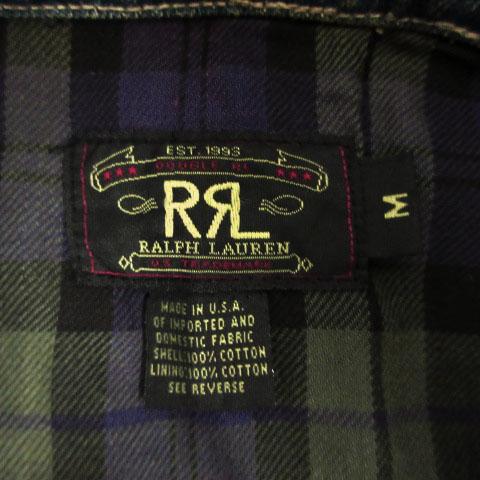 EST. 1993
DOUBLE RL
RRL
RALPH LAUREN
U.S. TRADEMARK
M
MADE IN U.S.A.
OF IMPORTED AND
DOMESTIC FABRIC
SHELL:100% COTTON
LINING:100% COTTON
SEE REVERSE